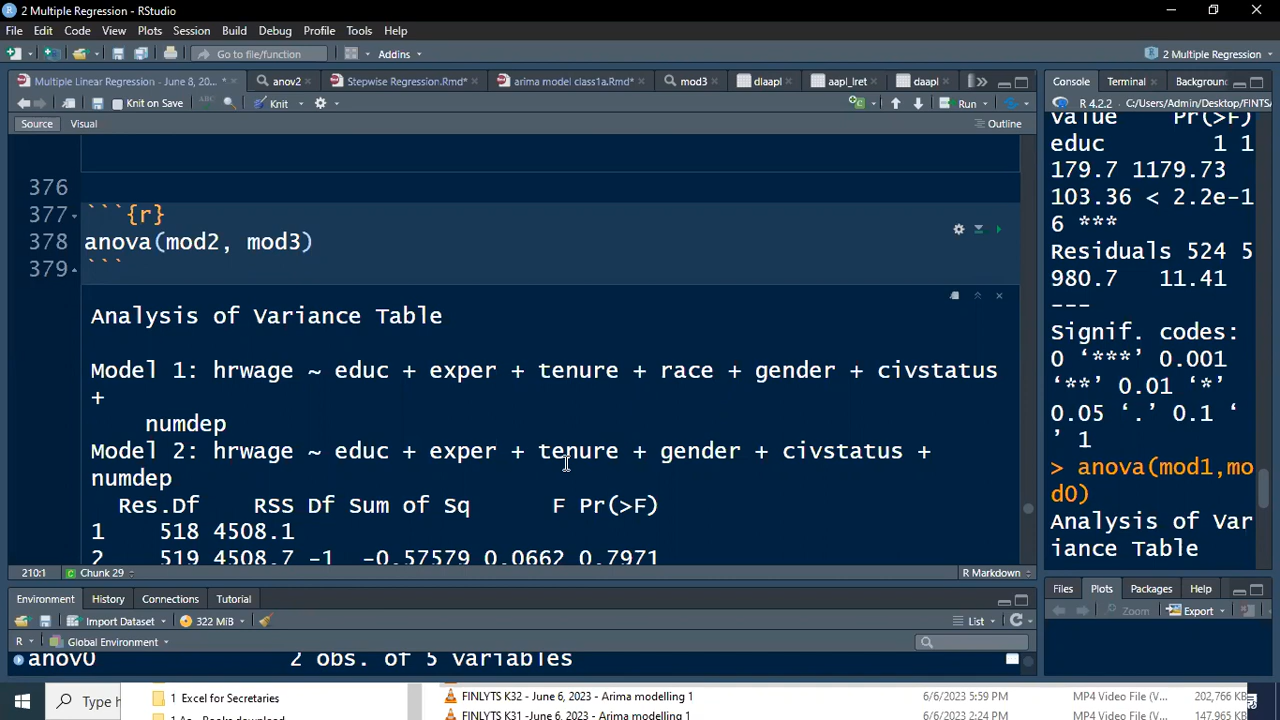 2 Multiple Regression - RStudio
File Edit Code View Plots Session Build Debug Profile Tools Help
Go to file/function Addins 2 Multiple Regression
Multiple Linear Regression - June 8, 20... anov2 Stepwise Regression.Rmd* arima model class1a.Rmd* mod3 dlaapl aapl_lret daapl Console Terminal Background
Knit on Save Knit Run R 4.2.2 · C:/Users/Admin/Desktop/FINTSA
Source Visual Outline
376
377 ```{r}
378 anova(mod2, mod3)
379 ```
Analysis of Variance Table
Model 1: hrwage ~ educ + exper + tenure + race + gender + civstatus
+
numdep
Model 2: hrwage ~ educ + exper + tenure + gender + civstatus +
numdep
Res.Df RSS Df Sum of Sq F Pr(>F)
1 518 4508.1
2 519 4508.7 -1 -0.57579 0.0662 0.7971
210:1 Chunk 29 R Markdown
value Pr(>F)
educ 1 1
179.7 1179.73
103.36 < 2.2e-1
6 ***
Residuals 524 5
980.7 11.41
---
Signif. codes:
0 ‘***’ 0.001
‘**’ 0.01 ‘*’
0.05 ‘.’ 0.1 ‘
’ 1
> anova(mod1,mo
d0)
Analysis of Var
iance Table
Environment History Connections Tutorial
Import Dataset 322 MiB List
R Global Environment
anov0 2 obs. of 5 variables
Files Plots Packages Help
Zoom Export
Type h
1 Excel for Secretaries
FINLYTS K32 - June 6, 2023 - Arima modelling 1 6/6/2023 5:59 PM MP4 Video File (V... 202,766 KB
FINLYTS K31 -June 6, 2023 - Arima modelling 1 6/6/2023 2:24 PM MP4 Video File (V... 147,965 KB